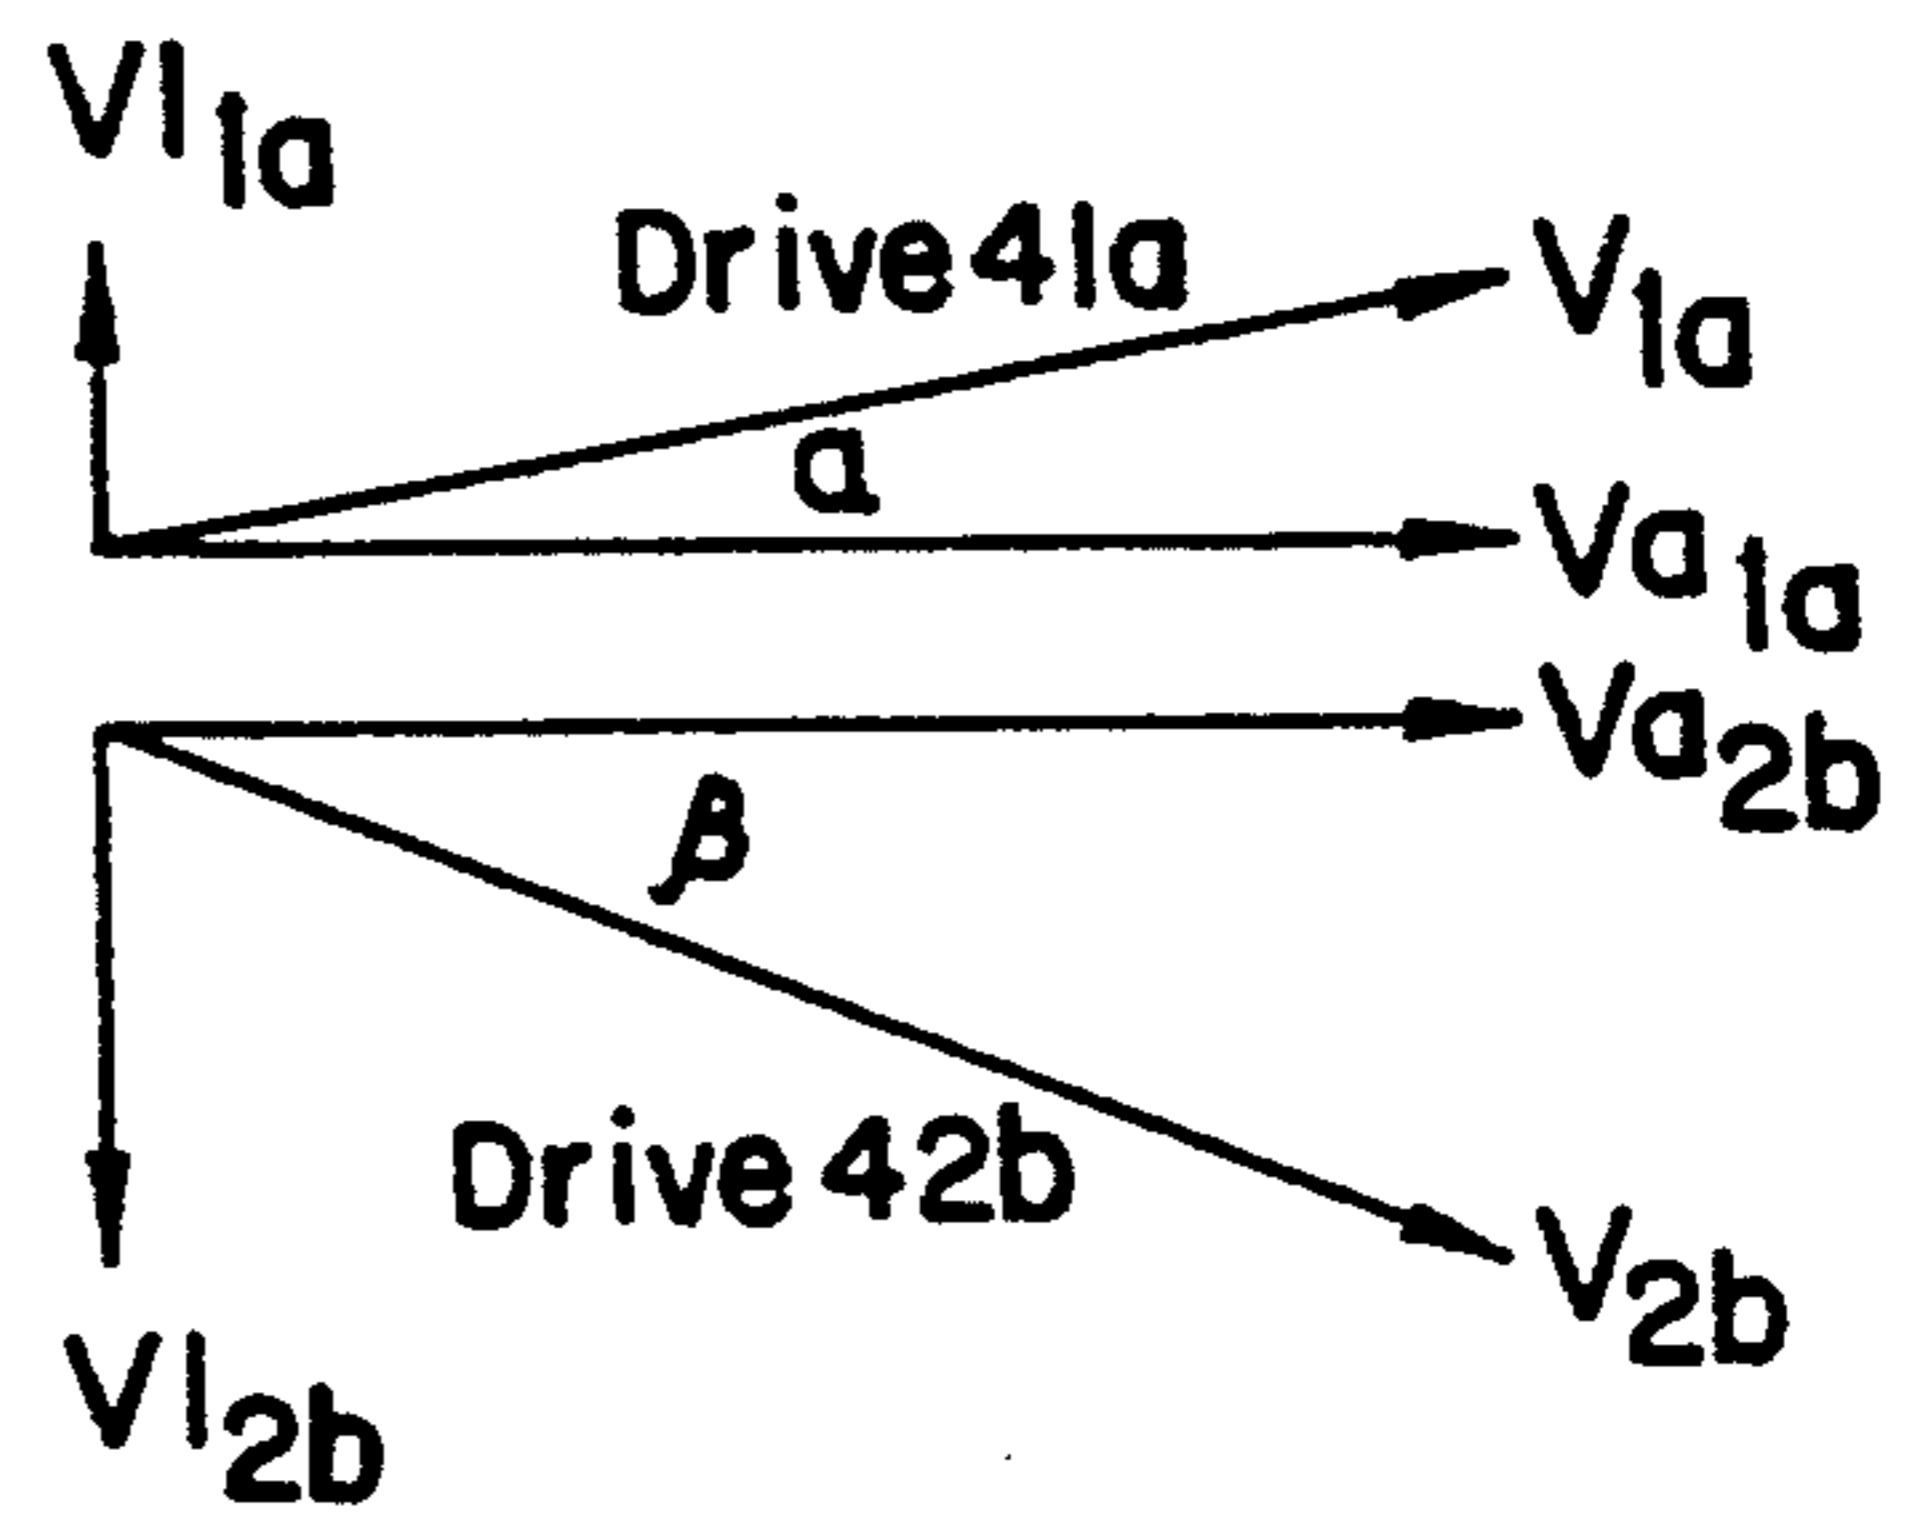 Vl1a
Drive 41a
V1a
α
Va1a
Va2b
β
Drive 42b
V2b
Vl2b